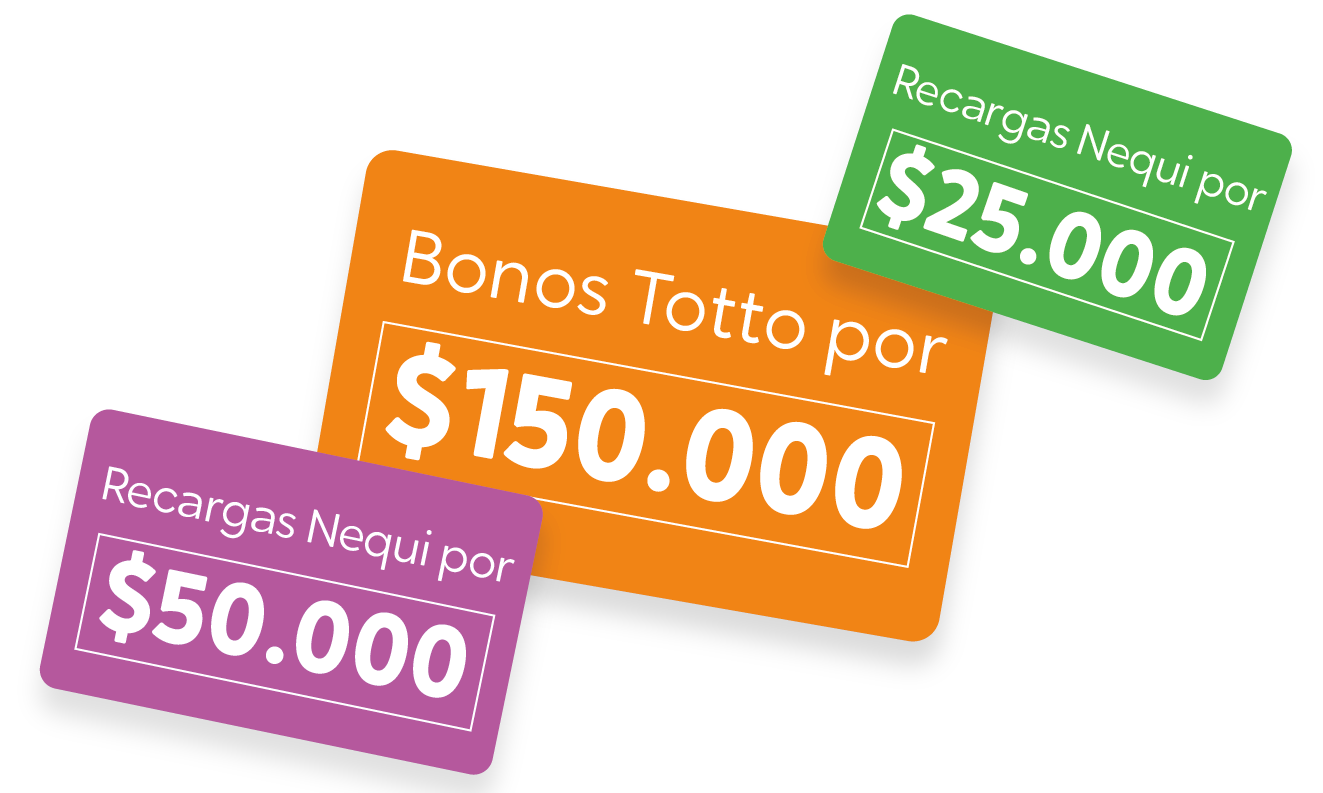 Recargas Nequi por
$25.000
Bonos Totto por
$150.000
Recargas Nequi por
$50.000